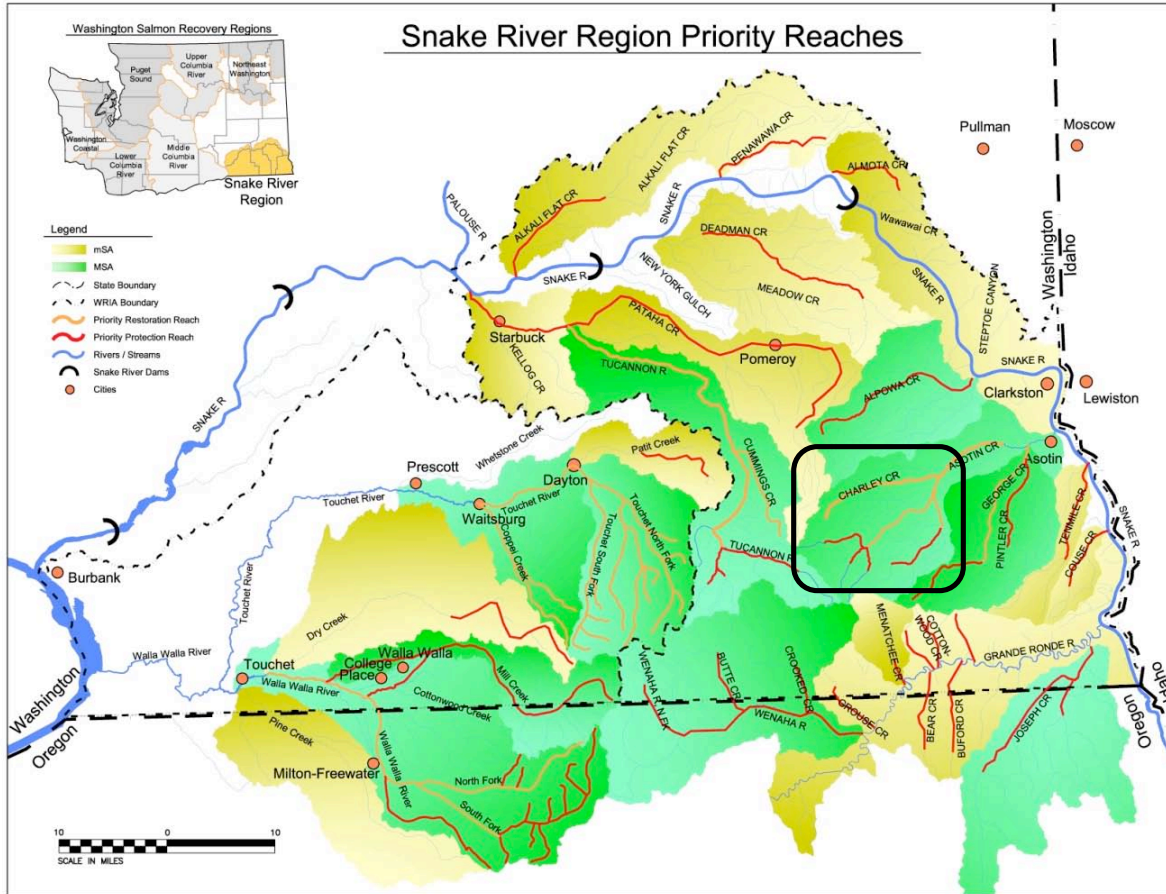 Snake River Region Priority Reaches
Washington Salmon Recovery Regions
Puget
Sound
Upper
Columbia
River
Northeast
Washington
Washington
Coastal
Lower
Columbia
River
Middle
Columbia
River
Snake River
Region
Legend
mSA
MSA
State Boundary
WRIA Boundary
Priority Restoration Reach
Priority Protection Reach
Rivers / Streams
Snake River Dams
Cities
Pullman
Moscow
Washington
Idaho
PALOUSE R
ALKALI FLAT CR
ALKALI FLAT CR
PENAWAWA CR
ALMOTA CR
SNAKE R
SNAKE R
SNAKE R
Wawawai CR
SNAKE R
STEPTOE CANYON
SNAKE R
DEADMAN CR
NEW YORK GULCH
MEADOW CR
Starbuck
KELLOG CR
PATAHA CR
Pomeroy
TUCANNON R
ALPOWA CR
Clarkston
Lewiston
CUMMINGS CR
TUCANNON R
CHARLEY CR
ASOTIN CR
Asotin
GEORGE CR
PINTLER CR
TENMILE CR
COUSE CR
SNAKE R
Whetstone Creek
Patit Creek
Prescott
Dayton
Touchet River
Waitsburg
Touchet River
Coppei Creek
Touchet South Fork
Touchet North Fork
Burbank
Touchet River
Walla Walla River
Dry Creek
Touchet
College
Place
Walla Walla
Walla Walla River
Cottonwood Creek
Mill Creek
Washington
Oregon
Pine Creek
Milton-Freewater
Walla Walla River
North Fork
South Fork
WENAHA R N FK
BUTTE CR
CROOKED CR
WENAHA R
GROUSE CR
MENATCHEE CR
COTTON-
WOOD CR
GRANDE RONDE R
BEAR CR
BUFORD CR
JOSEPH CR
Oregon
Idaho
10 0 10
SCALE IN MILES